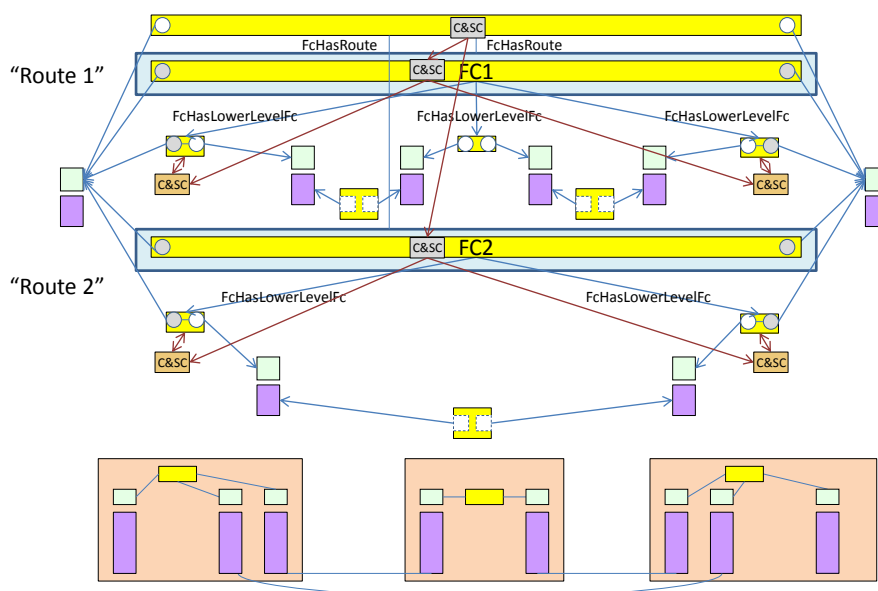 C&SC
FcHasRoute FcHasRoute
“Route 1”
C&SC FC1
FcHasLowerLevelFc FcHasLowerLevelFc FcHasLowerLevelFc
C&SC C&SC
C&SC FC2
“Route 2”
FcHasLowerLevelFc FcHasLowerLevelFc
C&SC C&SC